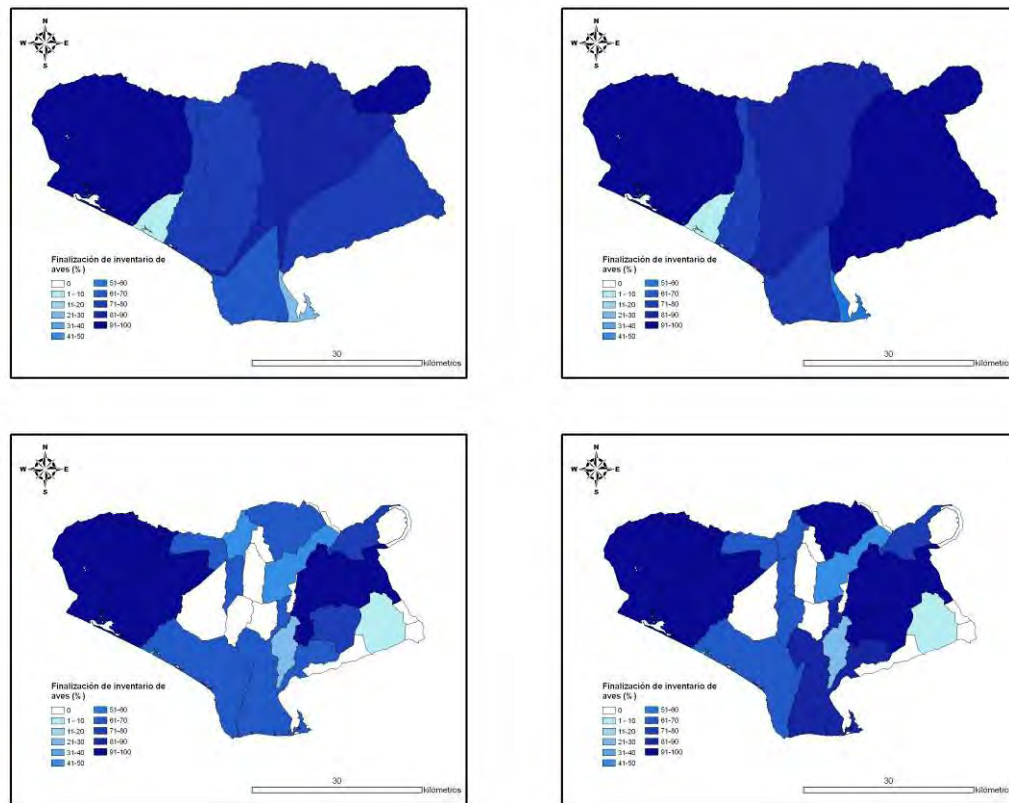 N
W E
S
Finalización de inventario de
aves (%)
0
1 - 10
11-20
21-30
31-40
41-50
51-60
61-70
71-80
81-90
91-100
30
kilómetros
N
W E
S
Finalización de inventario de
aves (%)
0
1 - 10
11-20
21-30
31-40
41-50
51-60
61-70
71-80
81-90
91-100
30
kilómetros
N
W E
S
Finalización de inventario de
aves (%)
0
1 - 10
11-20
21-30
31-40
41-50
51-60
61-70
71-80
81-90
91-100
30
kilómetros
N
W E
S
Finalización de inventario de
aves (%)
0
1 - 10
11-20
21-30
31-40
41-50
51-60
61-70
71-80
81-90
91-100
30
kilómetros